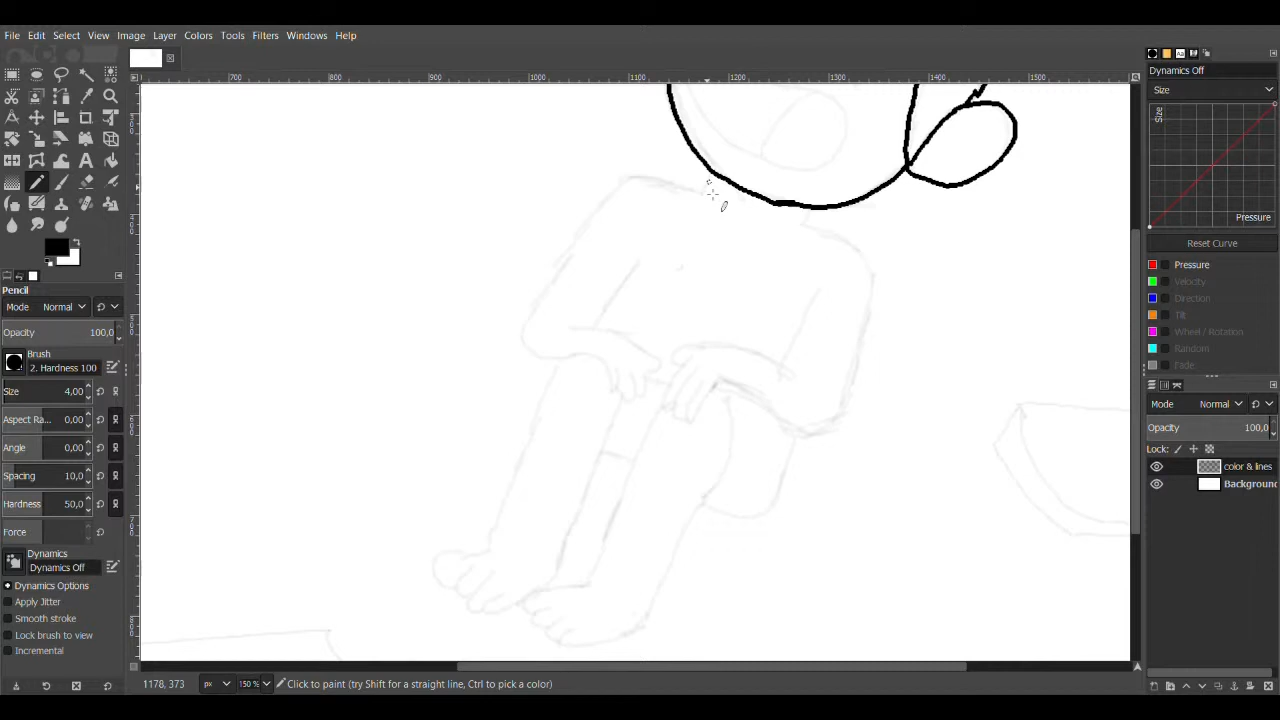 File Edit Select View Image Layer Colors Tools Filters Windows Help
700 800 900 1000 1100 1200 1300 1400 1500
Pencil
Mode Normal
Opacity 100,0
Brush
2. Hardness 100
Size 4,00
Aspect Ra... 0,00
Angle 0,00
Spacing 10,0
Hardness 50,0
Force
Dynamics
Dynamics Off
Dynamics Options
Apply Jitter
Smooth stroke
Lock brush to view
Incremental
1178, 373 px 150 % Click to paint (try Shift for a straight line, Ctrl to pick a color)
Dynamics Off
Size
Size
Pressure
Reset Curve
Pressure
Velocity
Direction
Tilt
Wheel / Rotation
Random
Fade
Mode Normal
Opacity 100,0
Lock:
color & lines
Background